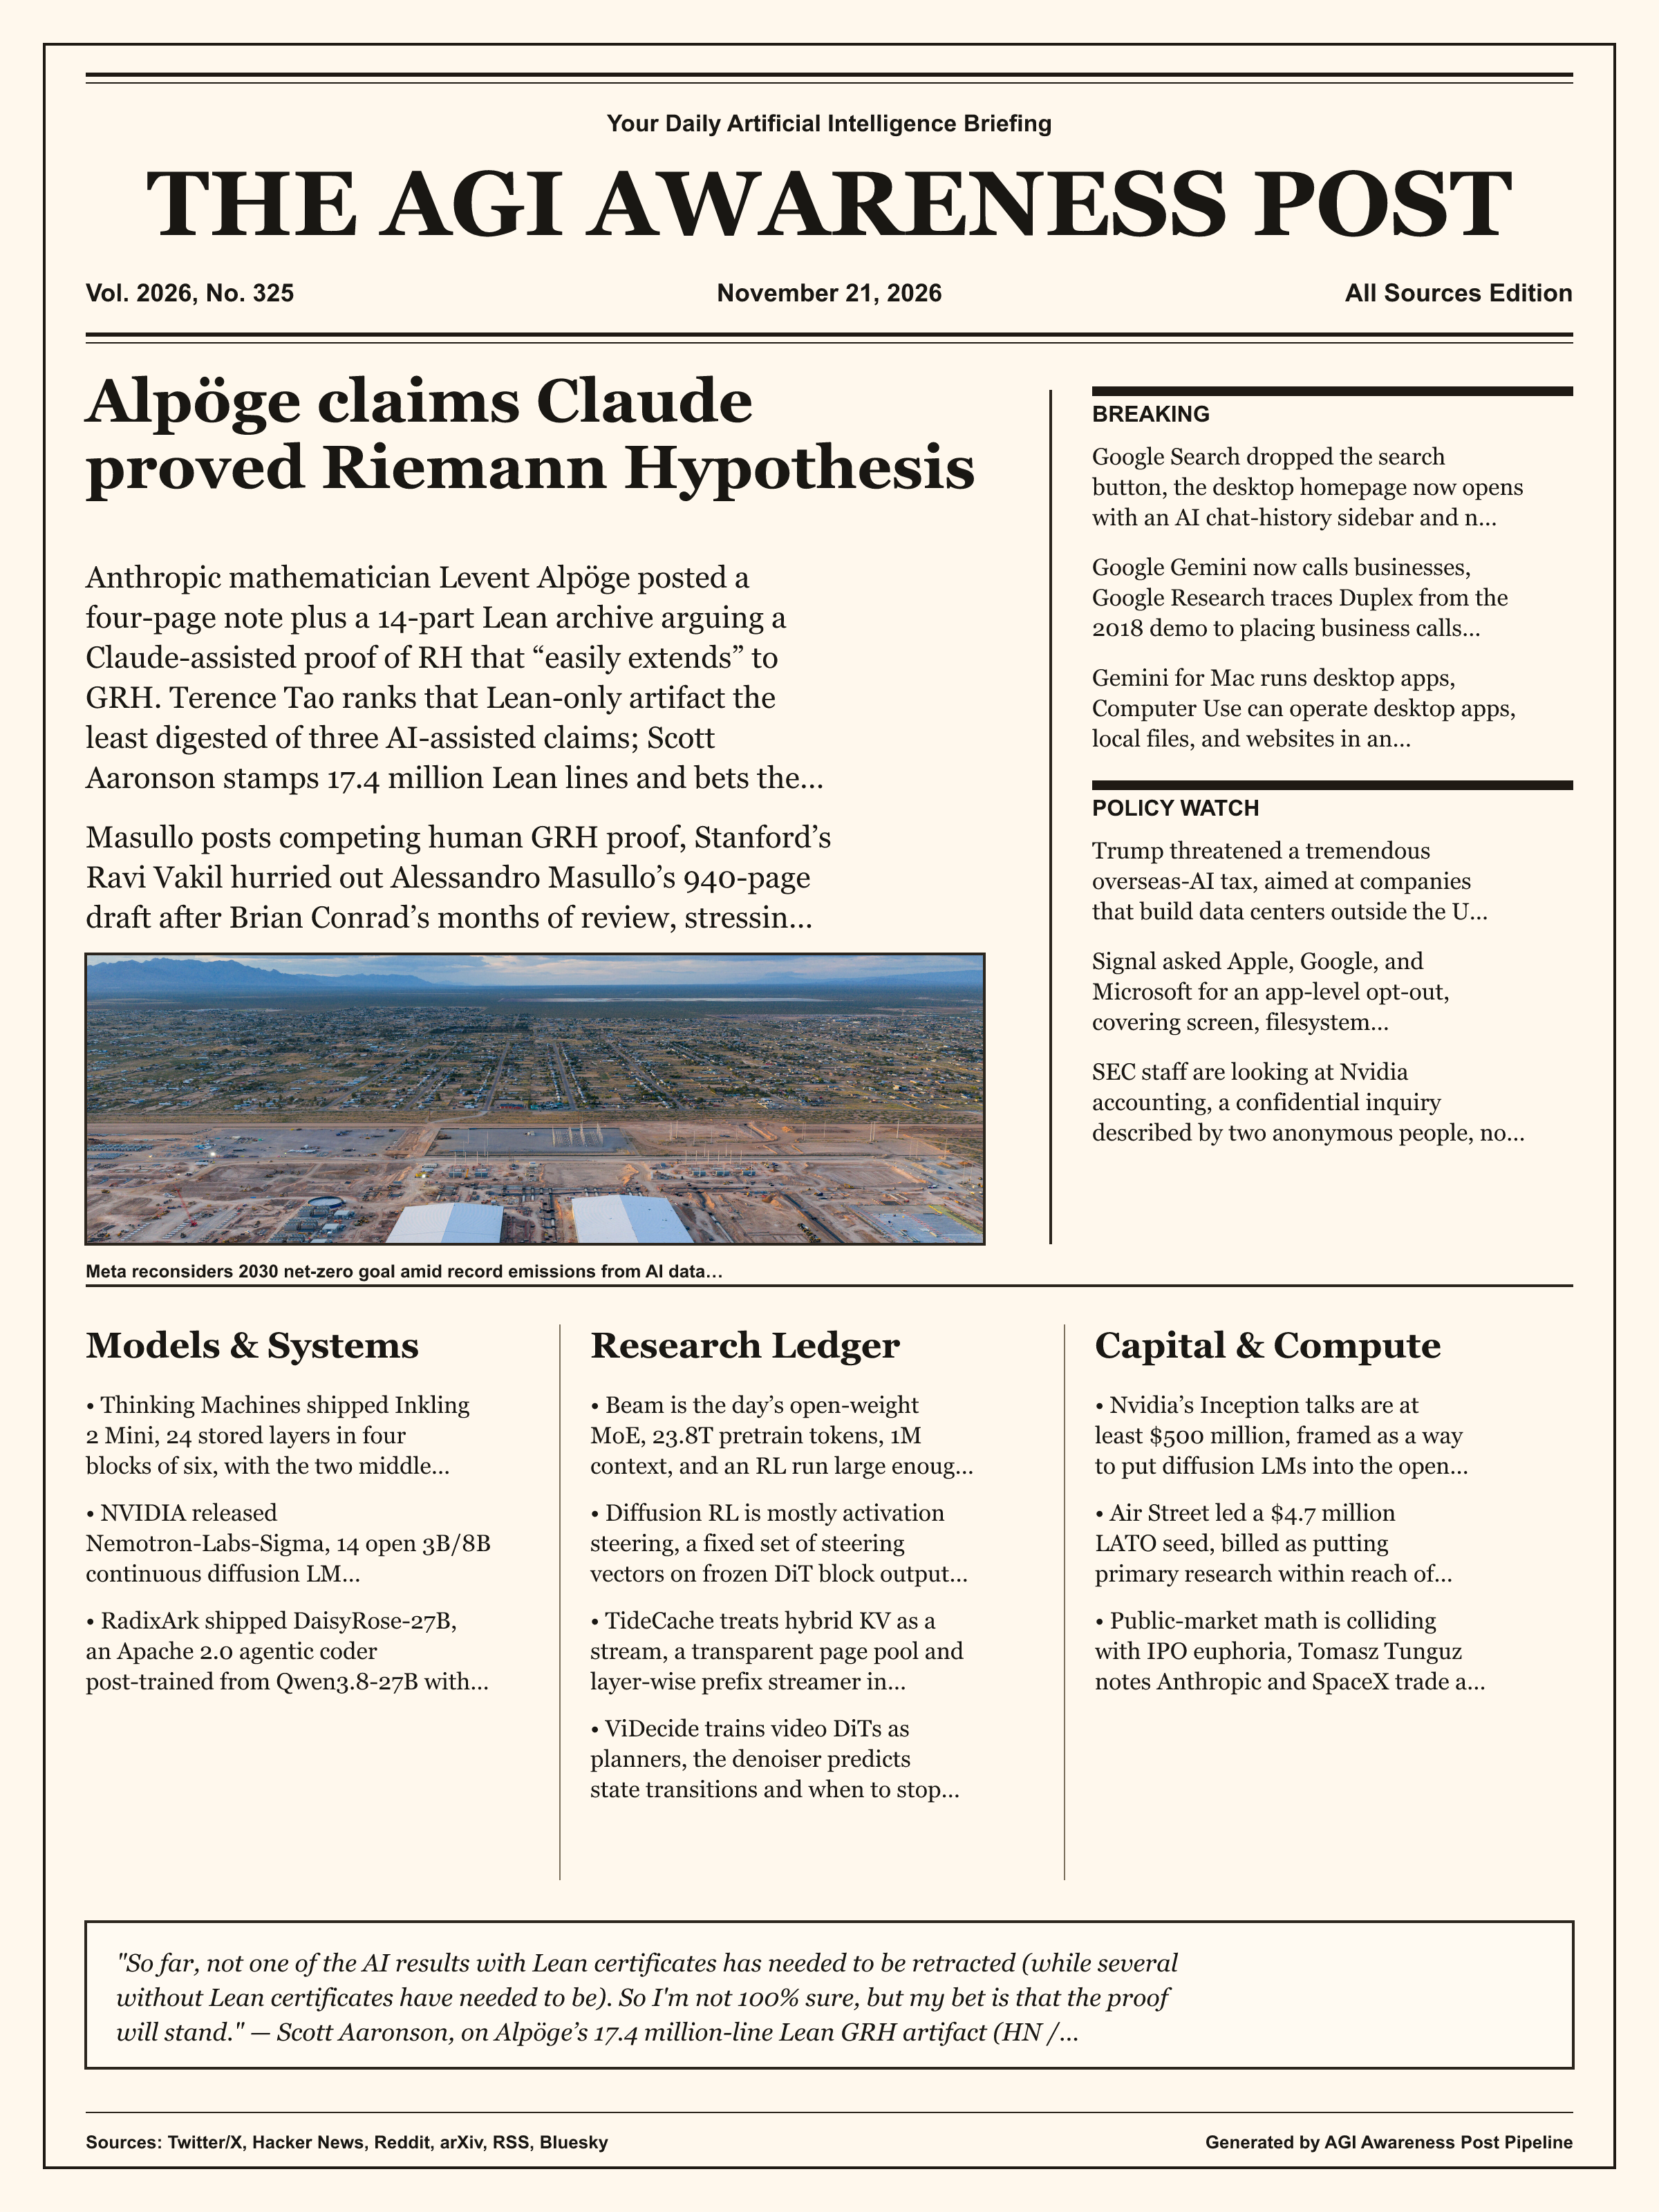 Your Daily Artificial Intelligence Briefing
THE AGI AWARENESS POST
Vol. 2026, No. 325
November 21, 2026
All Sources Edition
Alpöge claims Claude
proved Riemann Hypothesis
Anthropic mathematician Levent Alpöge posted a
four-page note plus a 14-part Lean archive arguing a
Claude-assisted proof of RH that “easily extends” to
GRH. Terence Tao ranks that Lean-only artifact the
least digested of three AI-assisted claims; Scott
Aaronson stamps 17.4 million Lean lines and bets the…
Masullo posts competing human GRH proof, Stanford’s
Ravi Vakil hurried out Alessandro Masullo’s 940-page
draft after Brian Conrad’s months of review, stressin…
Meta reconsiders 2030 net-zero goal amid record emissions from AI data…
BREAKING
Google Search dropped the search
button, the desktop homepage now opens
with an AI chat-history sidebar and n…
Google Gemini now calls businesses,
Google Research traces Duplex from the
2018 demo to placing business calls…
Gemini for Mac runs desktop apps,
Computer Use can operate desktop apps,
local files, and websites in an…
POLICY WATCH
Trump threatened a tremendous
overseas-AI tax, aimed at companies
that build data centers outside the U…
Signal asked Apple, Google, and
Microsoft for an app-level opt-out,
covering screen, filesystem…
SEC staff are looking at Nvidia
accounting, a confidential inquiry
described by two anonymous people, no…
Models & Systems
• Thinking Machines shipped Inkling
2 Mini, 24 stored layers in four
blocks of six, with the two middle…
• NVIDIA released
Nemotron-Labs-Sigma, 14 open 3B/8B
continuous diffusion LM…
• RadixArk shipped DaisyRose-27B,
an Apache 2.0 agentic coder
post-trained from Qwen3.8-27B with…
Research Ledger
• Beam is the day’s open-weight
MoE, 23.8T pretrain tokens, 1M
context, and an RL run large enoug…
• Diffusion RL is mostly activation
steering, a fixed set of steering
vectors on frozen DiT block output…
• TideCache treats hybrid KV as a
stream, a transparent page pool and
layer-wise prefix streamer in…
• ViDecide trains video DiTs as
planners, the denoiser predicts
state transitions and when to stop…
Capital & Compute
• Nvidia’s Inception talks are at
least $500 million, framed as a way
to put diffusion LMs into the open…
• Air Street led a $4.7 million
LATO seed, billed as putting
primary research within reach of…
• Public-market math is colliding
with IPO euphoria, Tomasz Tunguz
notes Anthropic and SpaceX trade a…
"So far, not one of the AI results with Lean certificates has needed to be retracted (while several
without Lean certificates have needed to be). So I'm not 100% sure, but my bet is that the proof
will stand." — Scott Aaronson, on Alpöge’s 17.4 million-line Lean GRH artifact (HN /…
Sources: Twitter/X, Hacker News, Reddit, arXiv, RSS, Bluesky
Generated by AGI Awareness Post Pipeline